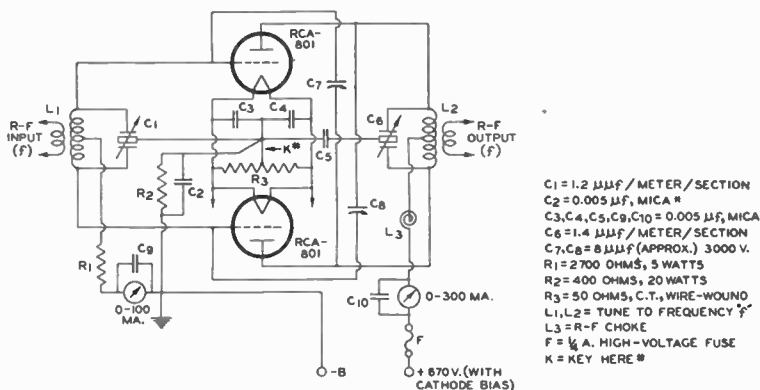 RCA-
801
C7
L1
C1
C3
C4
C6
L2
R-F
INPUT
(f)
R-F
OUTPUT
(f)
K*
C5
R2
C2
R3
C8
L3
R1
C9
RCA-
801
0-100
MA.
C10
0-300 MA.
F
-B
+670V.(WITH
CATHODE BIAS)
C1=1.2 μμf/METER/SECTION
C2=0.005 μf, MICA *
C3,C4,C5,C9,C10=0.005 μf, MICA
C6=1.4 μμf/METER/SECTION
C7,C8=8μμf(APPROX.) 3000 V.
R1=2700 OHMS, 5 WATTS
R2=400 OHMS, 20 WATTS
R3=50 OHMS, C.T., WIRE-WOUND
L1,L2=TUNE TO FREQUENCY "f"
L3=R-F CHOKE
F=1/4 A. HIGH-VOLTAGE FUSE
K=KEY HERE *